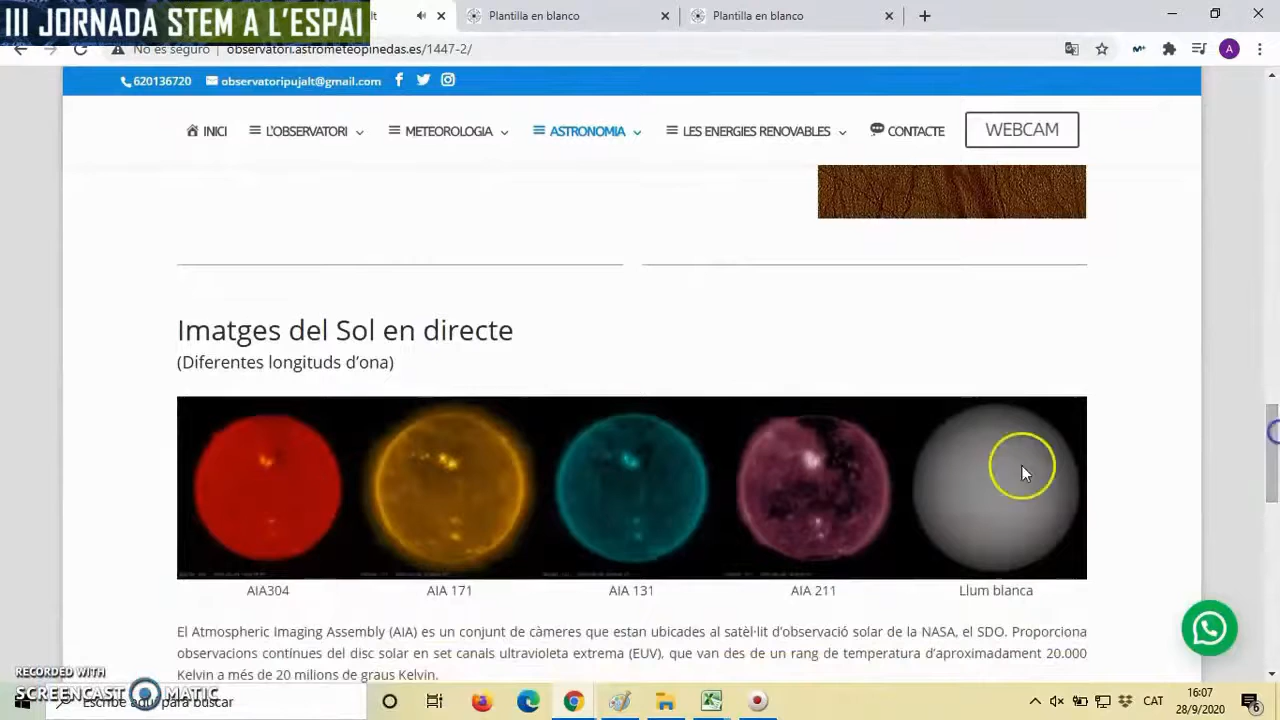 III JORNADA STEM A L'ESPAI
Plantilla en blanco
Plantilla en blanco
No es seguro
observatori.astrometeopinedas.es/1447-2/
A
620136720
observatoripujalt@gmail.com
INICI
L'OBSERVATORI
METEOROLOGIA
ASTRONOMIA
LES ENERGIES RENOVABLES
CONTACTE
WEBCAM
Imatges del Sol en directe
(Diferentes longituds d'ona)
AIA304
AIA 171
AIA 131
AIA 211
Llum blanca
El Atmospheric Imaging Assembly (AIA) es un conjunt de càmeres que estan ubicades al satèl·lit d'observació solar de la NASA, el SDO. Proporciona
observacions contínues del disc solar en set canals ultravioleta extrema (EUV), que van des de un rang de temperatura d'aproximadament 20.000
Kelvin a més de 20 milions de graus Kelvin.
RECORDED WITH
SCREENCAST MATIC
Escribe aquí para buscar
CAT
16:07
28/9/2020
6